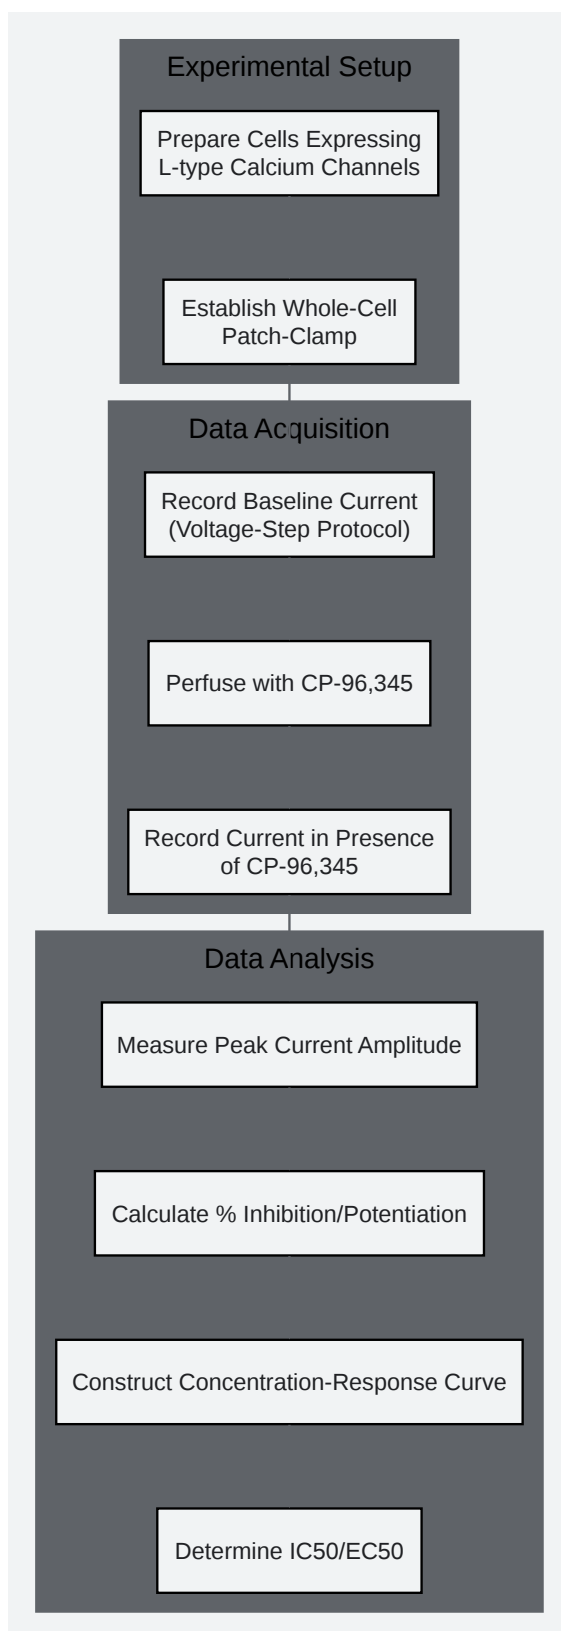 Experimental Setup
Prepare Cells Expressing
L-type Calcium Channels
Establish Whole-Cell
Patch-Clamp
Data Acquisition
Record Baseline Current
(Voltage-Step Protocol)
Perfuse with CP-96,345
Record Current in Presence
of CP-96,345
Data Analysis
Measure Peak Current Amplitude
Calculate % Inhibition/Potentiation
Construct Concentration-Response Curve
Determine IC50/EC50